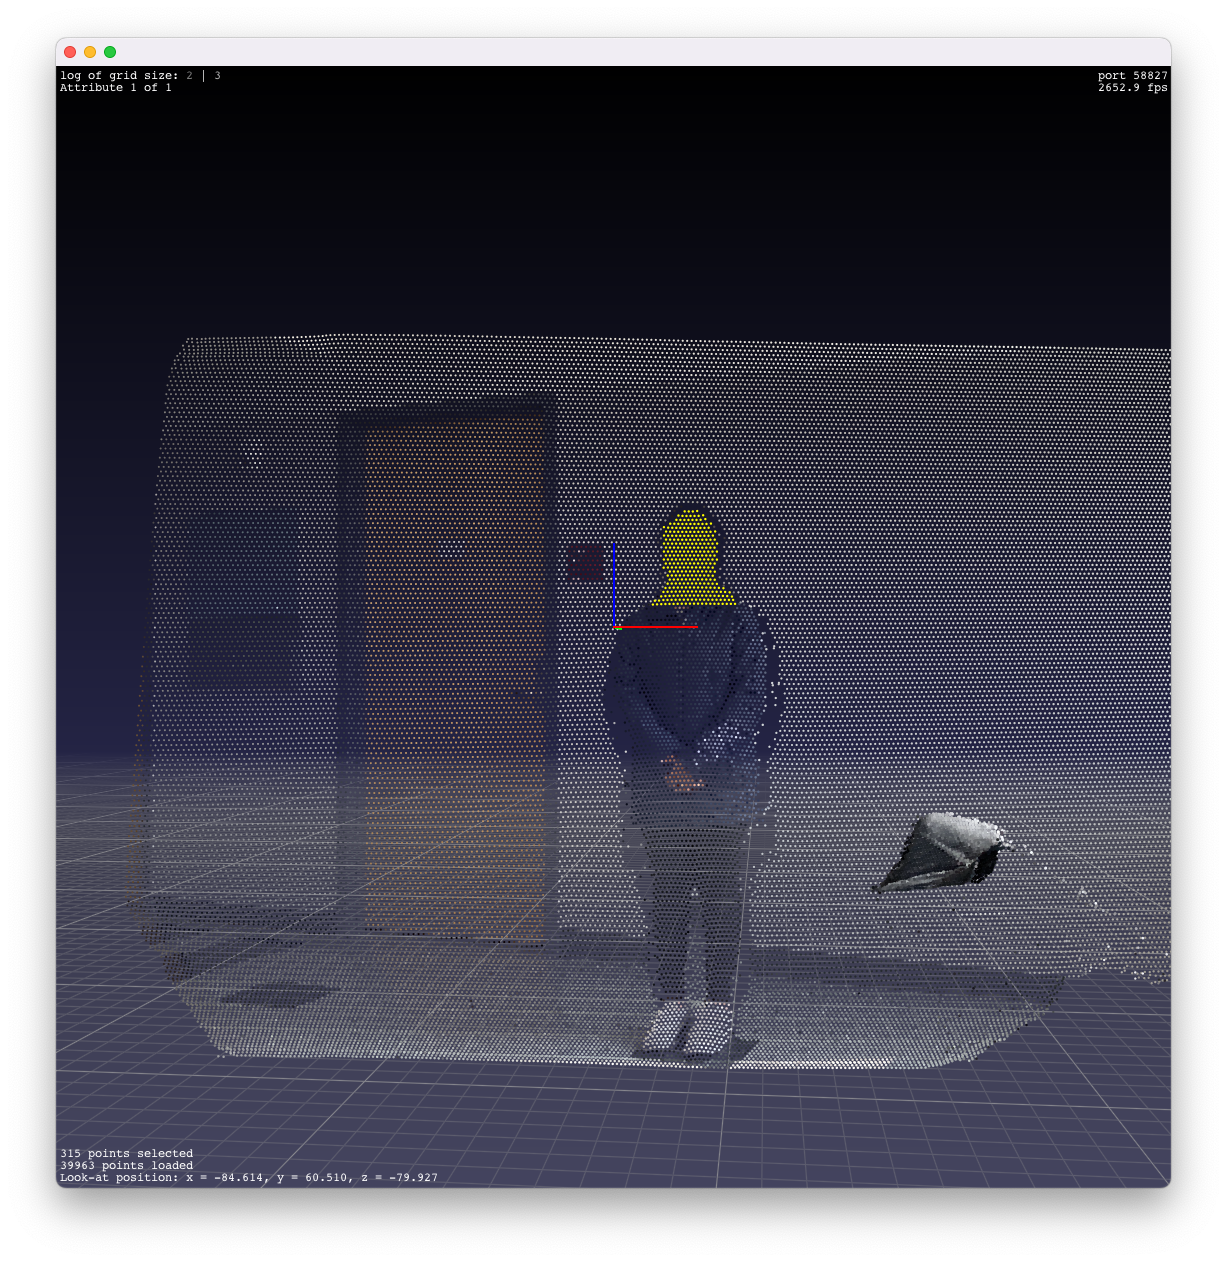 log of grid size: 2 | 3
Attribute 1 of 1
port 58827
2652.9 fps
315 points selected
39963 points loaded
Look-at position: x = -84.614, y = 60.510, z = -79.927